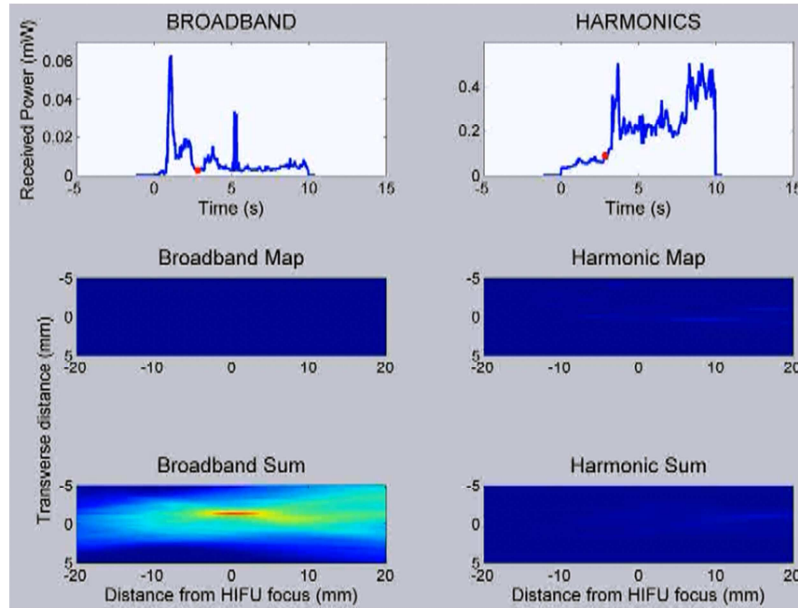 BROADBAND
HARMONICS
Received Power (mW)
0.06
0.04
0.02
0
-5 0 5 10 15
Time (s)
0.4
0.2
0
-5 0 5 10 15
Time (s)
Transverse distance (mm)
Broadband Map
-5
0
5
-20 -10 0 10 20
Harmonic Map
-5
0
5
-20 -10 0 10 20
Broadband Sum
-5
0
5
-20 -10 0 10 20
Distance from HIFU focus (mm)
Harmonic Sum
-5
0
5
-20 -10 0 10 20
Distance from HIFU focus (mm)